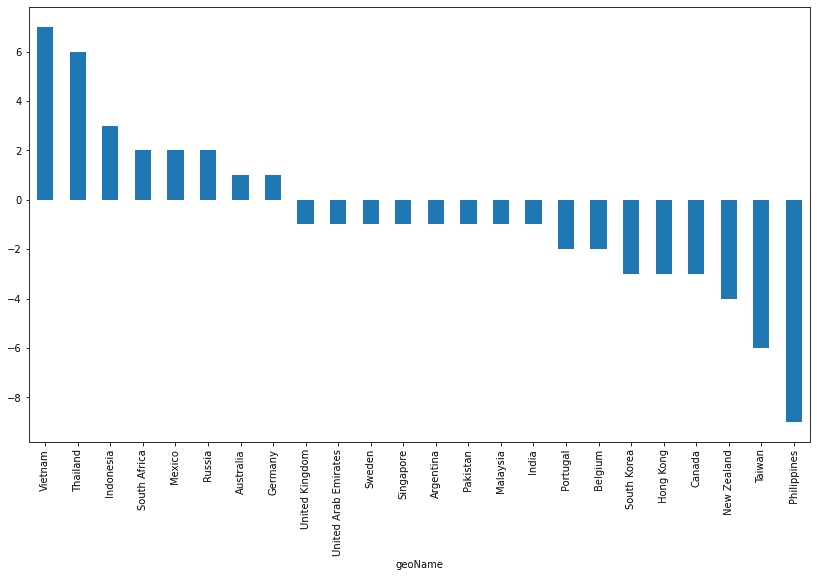 6
4
2
0
−2
−4
−6
−8
Vietnam
Thailand
Indonesia
South Africa
Mexico
Russia
Australia
Germany
United Kingdom
United Arab Emirates
Sweden
Singapore
Argentina
Pakistan
Malaysia
India
Portugal
Belgium
South Korea
Hong Kong
Canada
New Zealand
Taiwan
Philippines
geoName